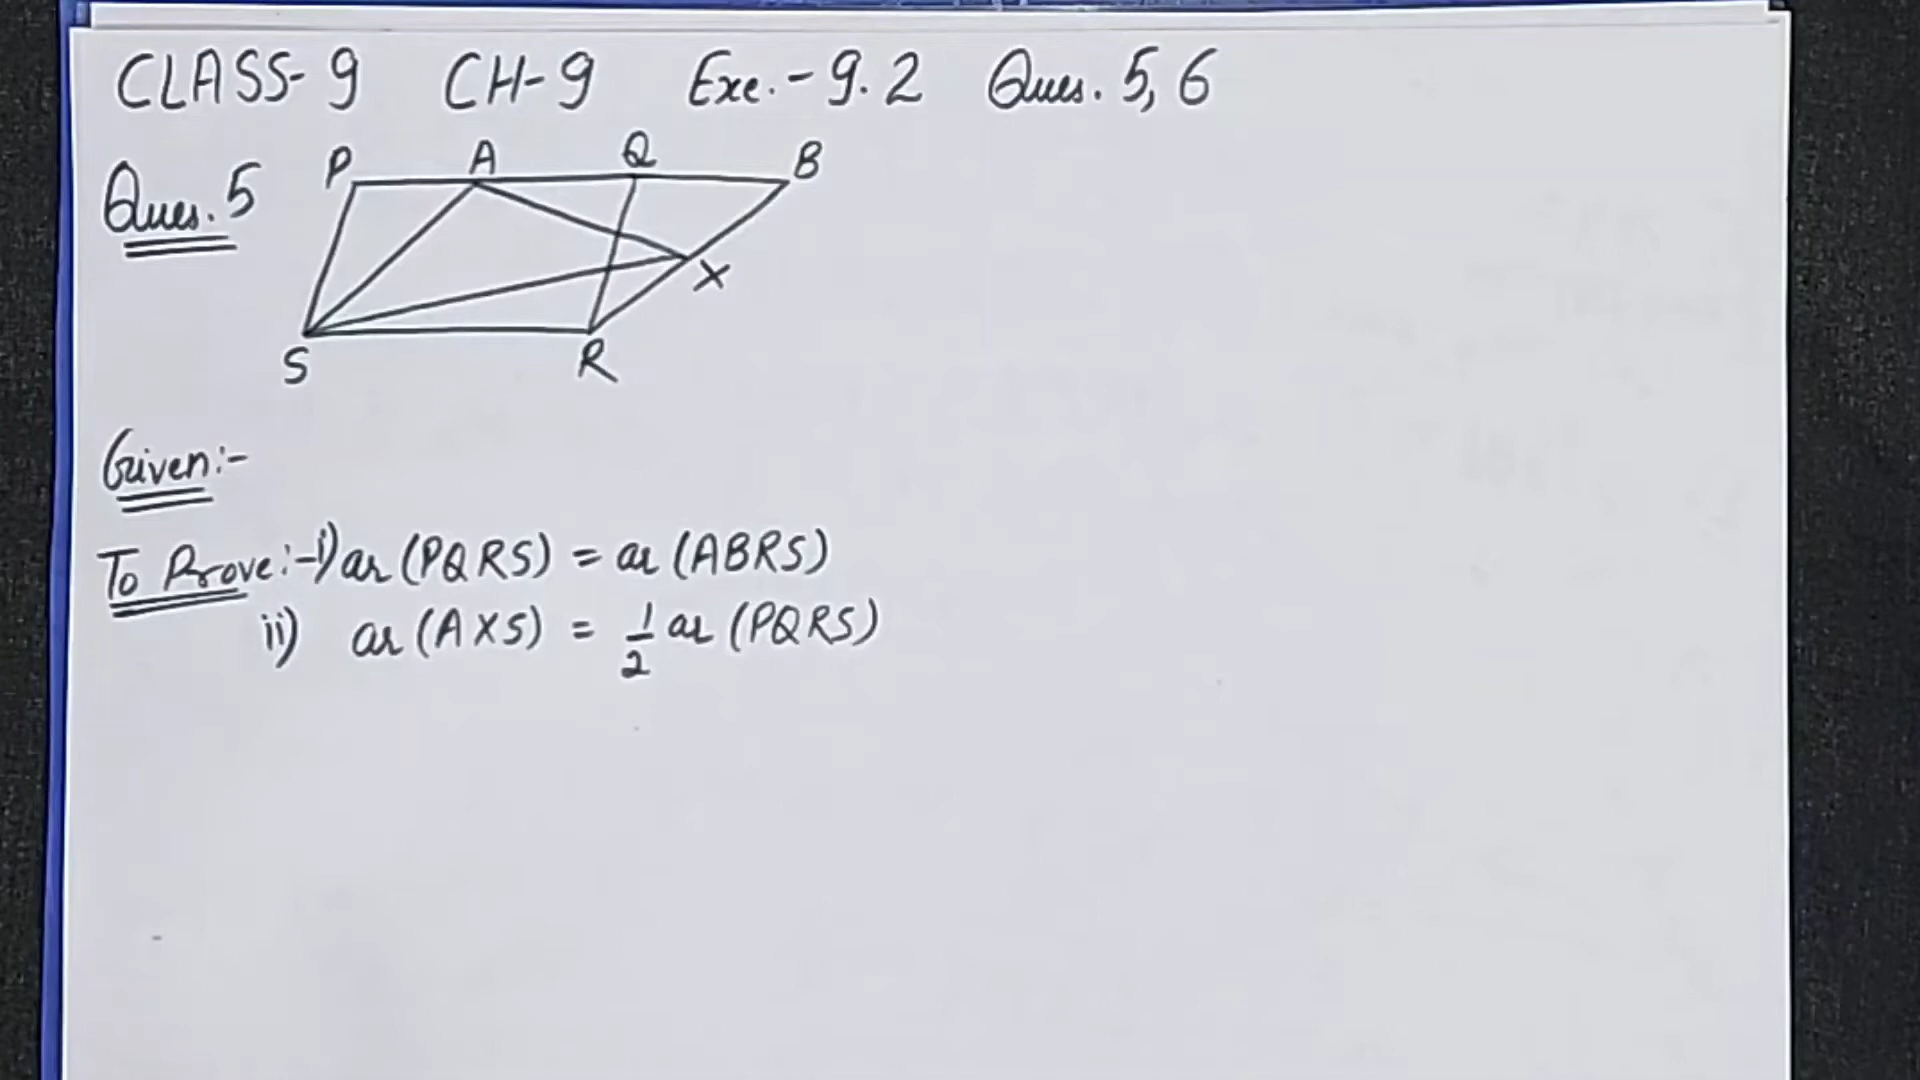 CLASS-9 CH-9 Exe.-9.2 Ques. 5,6
Ques. 5
P A Q B
X
S R
Given:-
To Prove:-i) ar (PQRS) = ar (ABRS)
ii) ar (AXS) = 1/2 ar (PQRS)